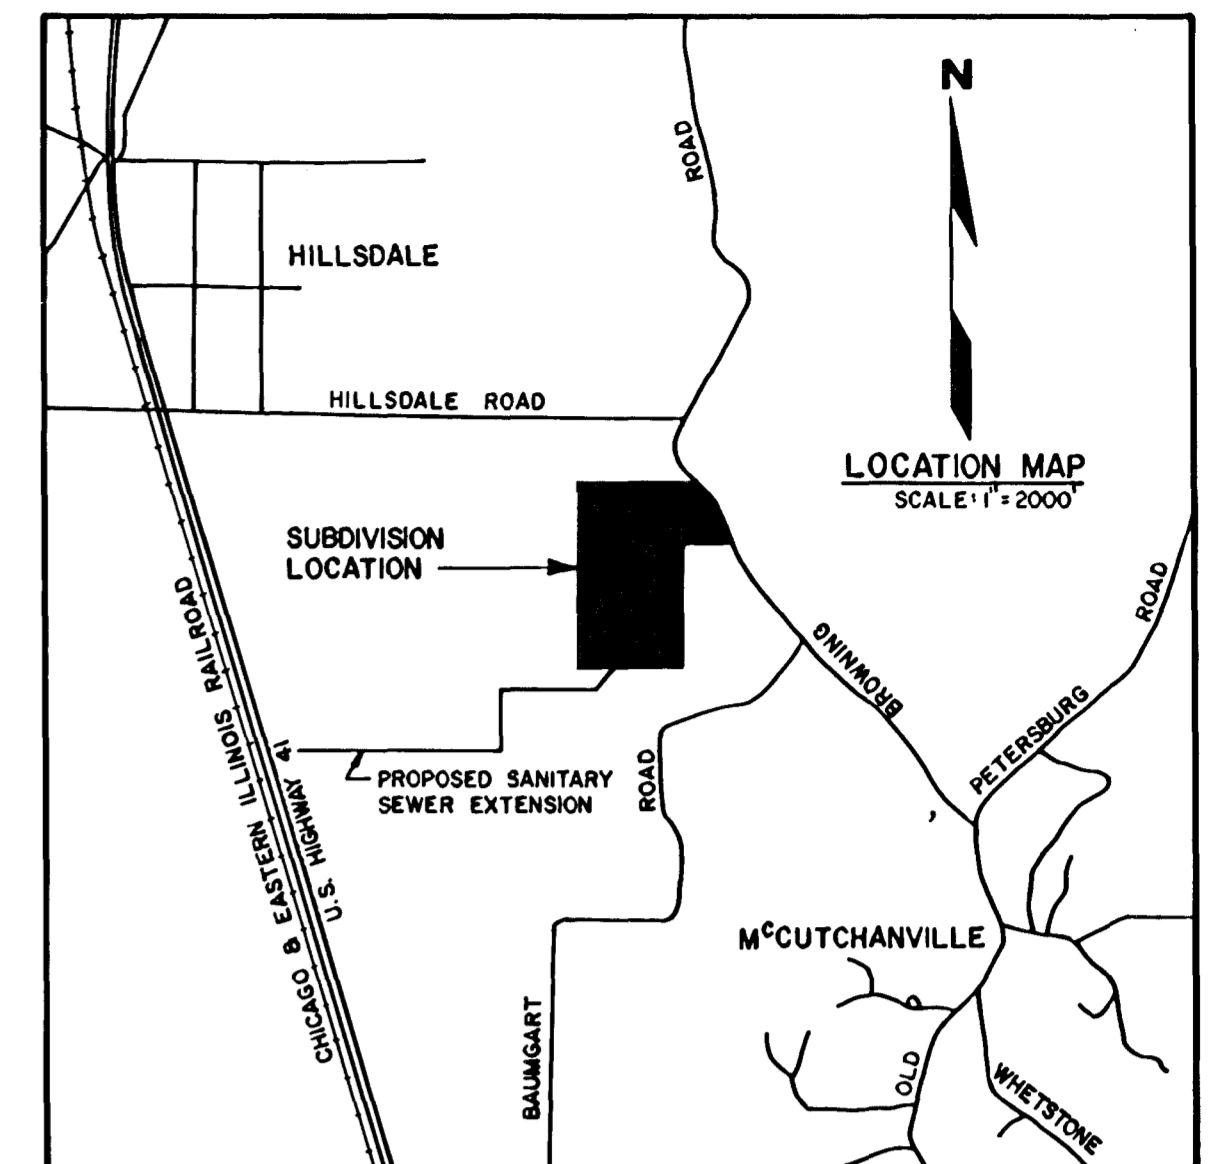 N
ROAD
HILLSDALE
HILLSDALE ROAD
LOCATION MAP
SCALE: 1" = 2000'
SUBDIVISION
LOCATION
ROAD
BROWNING
PETERSBURG
CHICAGO & EASTERN ILLINOIS RAILROAD
U.S. HIGHWAY 41
PROPOSED SANITARY
SEWER EXTENSION
ROAD
McCUTCHANVILLE
BAUMGART
OLD
WHETSTONE